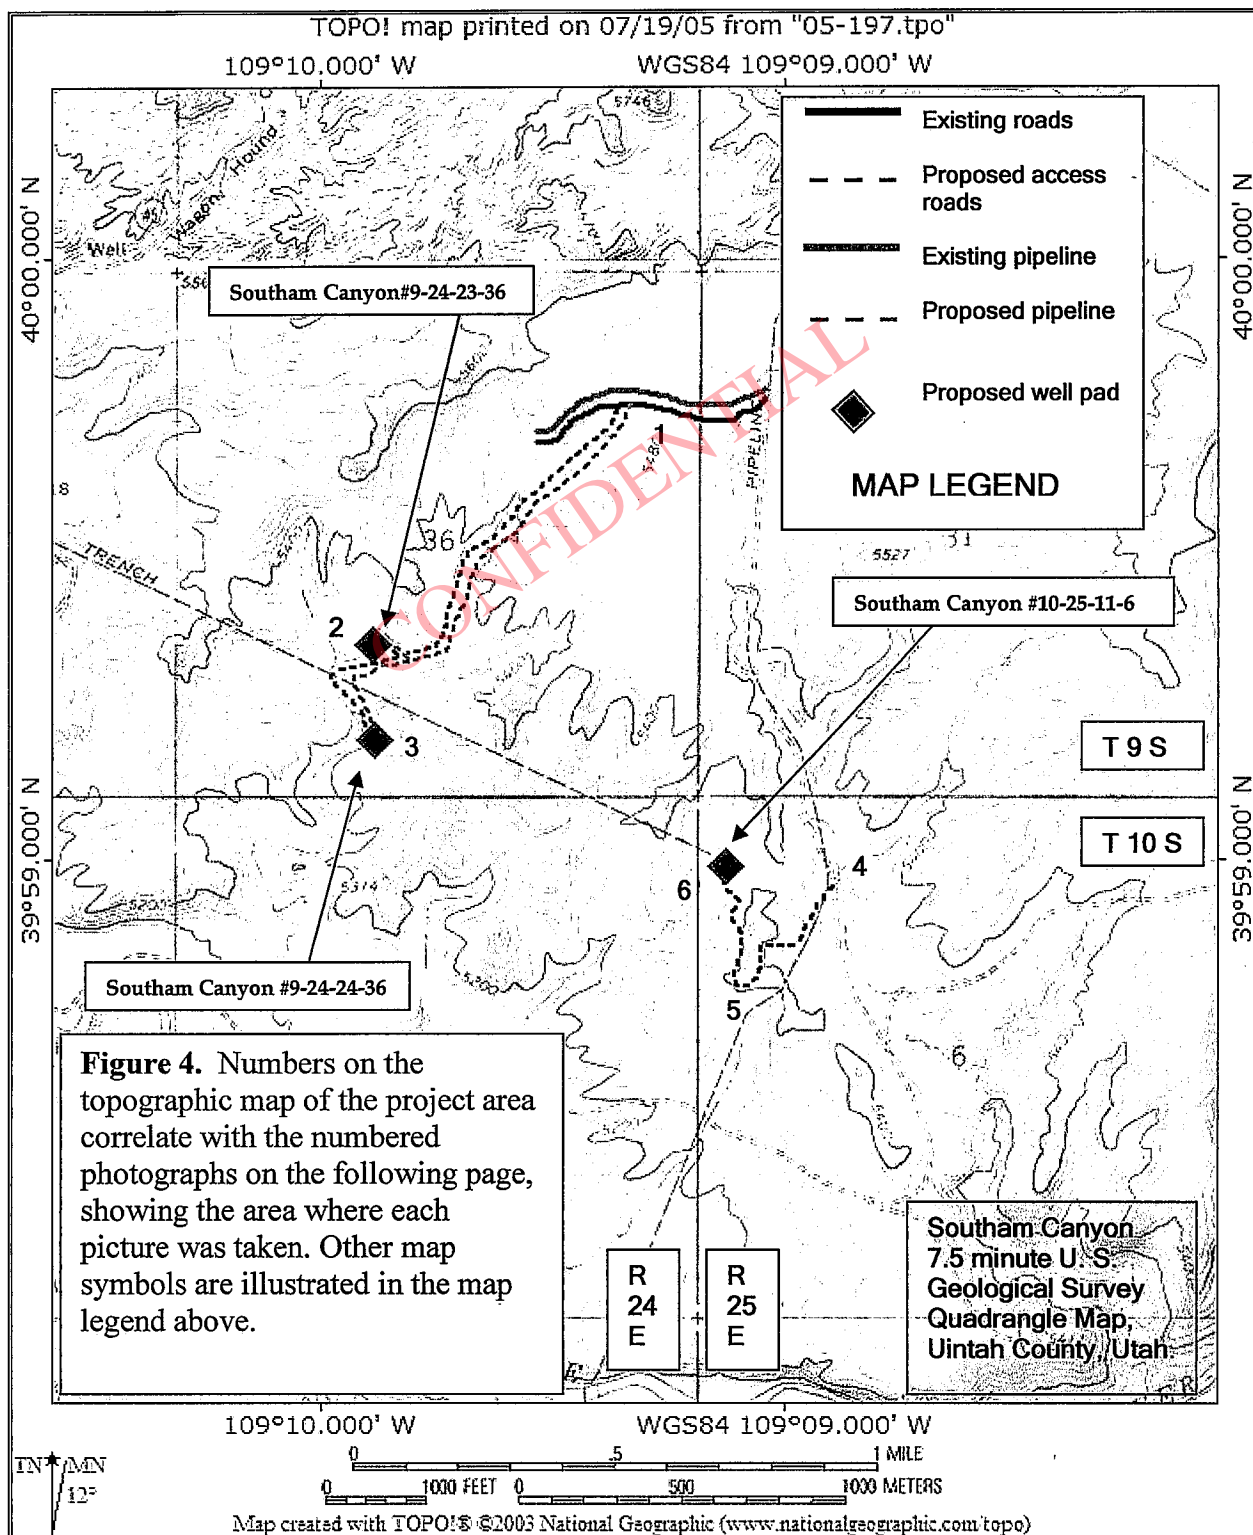 TOPO! map printed on 07/19/05 from "05-197.tpo"
109°10.000' W
WGS84 109°09.000' W
40°00.000' N
40°00.000' N
39°59.000' N
39°59.000' N
Existing roads
Proposed access
roads
Existing pipeline
Proposed pipeline
Proposed well pad
MAP LEGEND
5746
Wagon Hound
Well
Southam Canyon#9-24-23-36
CONFIDENTIAL
PIPELINE
1
36
TRENCH
5527
31
Southam Canyon #10-25-11-6
2
3
T 9 S
T 10 S
4
6
5314
5
Southam Canyon #9-24-24-36
6
Figure 4. Numbers on the
topographic map of the project area
correlate with the numbered
photographs on the following page,
showing the area where each
picture was taken. Other map
symbols are illustrated in the map
legend above.
R
24
E
R
25
E
Southam Canyon
7.5 minute U. S.
Geological Survey
Quadrangle Map,
Uintah County, Utah
109°10.000' W
WGS84 109°09.000' W
TN MN
12°
0 .5 1 MILE
0 1000 FEET 0 500 1000 METERS
Map created with TOPO!® ©2003 National Geographic (www.nationalgeographic.com/topo)